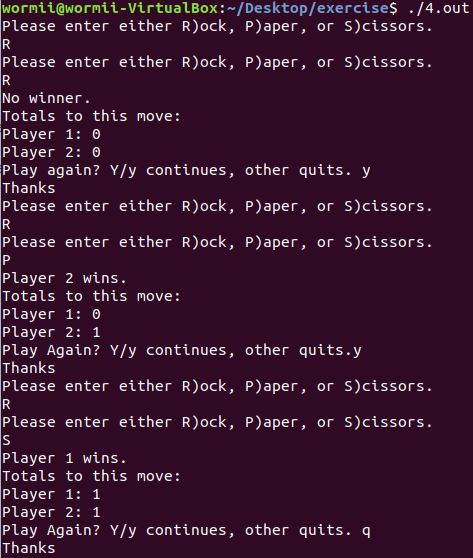 wormii@wormii-VirtualBox:~/Desktop/exercise$ ./4.out
Please enter either R)ock, P)aper, or S)cissors.
R
Please enter either R)ock, P)aper, or S)cissors.
R
No winner.
Totals to this move:
Player 1: 0
Player 2: 0
Play again? Y/y continues, other quits. y
Thanks
Please enter either R)ock, P)aper, or S)cissors.
R
Please enter either R)ock, P)aper, or S)cissors.
P
Player 2 wins.
Totals to this move:
Player 1: 0
Player 2: 1
Play Again? Y/y continues, other quits.y
Thanks
Please enter either R)ock, P)aper, or S)cissors.
R
Please enter either R)ock, P)aper, or S)cissors.
S
Player 1 wins.
Totals to this move:
Player 1: 1
Player 2: 1
Play Again? Y/y continues, other quits. q
Thanks